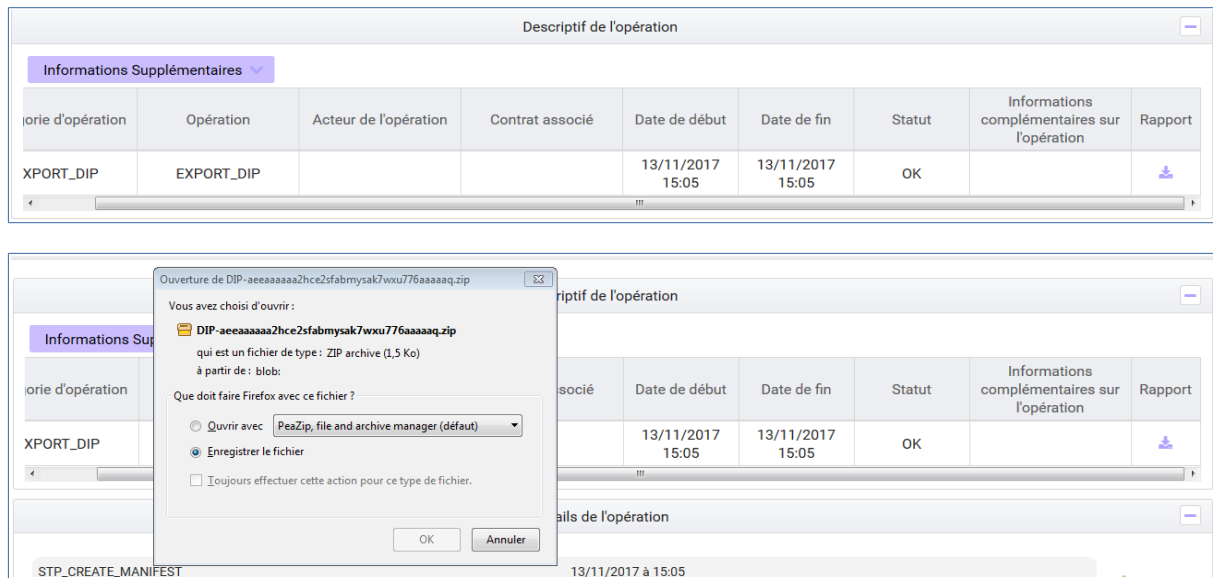 Descriptif de l'opération
Informations Supplémentaires
orie d'opération Opération Acteur de l'opération Contrat associé Date de début Date de fin Statut Informations complémentaires sur l'opération Rapport
XPORT_DIP EXPORT_DIP 13/11/2017 15:05 13/11/2017 15:05 OK
Ouverture de DIP-aeeaaaaaa2hce2sfabmysak7wxu776aaaaaq.zip
riptif de l'opération
Vous avez choisi d'ouvrir :
DIP-aeeaaaaaa2hce2sfabmysak7wxu776aaaaaq.zip
Informations Sup
qui est un fichier de type : ZIP archive (1,5 Ko)
à partir de : blob:
orie d'opération socié Date de début Date de fin Statut Informations complémentaires sur l'opération Rapport
Que doit faire Firefox avec ce fichier ?
Ouvrir avec PeaZip, file and archive manager (défaut)
XPORT_DIP 13/11/2017 15:05 13/11/2017 15:05 OK
Enregistrer le fichier
Toujours effectuer cette action pour ce type de fichier.
ails de l'opération
OK Annuler
STP_CREATE_MANIFEST 13/11/2017 à 15:05